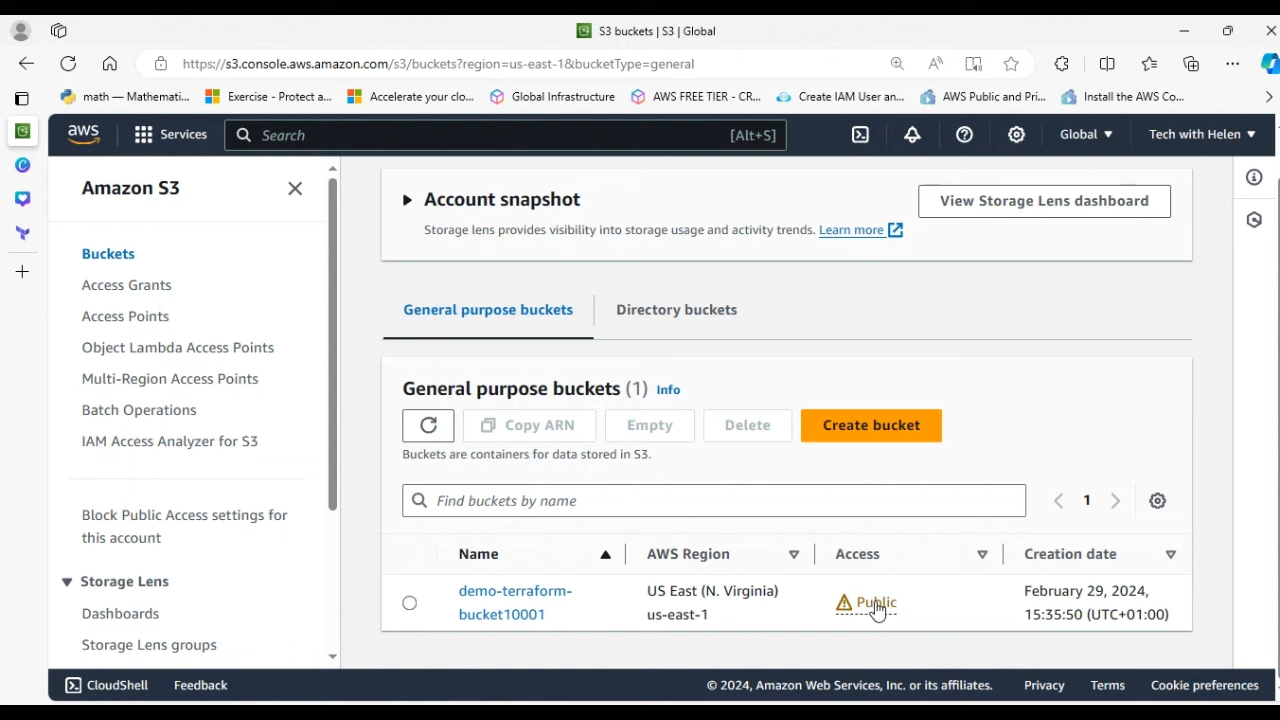 S3 buckets | S3 | Global
https://s3.console.aws.amazon.com/s3/buckets?region=us-east-1&bucketType=general
math — Mathemati... Exercise - Protect a... Accelerate your clo... Global Infrastructure AWS FREE TIER - CR... Create IAM User an... AWS Public and Pri... Install the AWS Co...
aws Services Search [Alt+S] Global Tech with Helen
Amazon S3
Buckets
Access Grants
Access Points
Object Lambda Access Points
Multi-Region Access Points
Batch Operations
IAM Access Analyzer for S3
Block Public Access settings for
this account
Storage Lens
Dashboards
Storage Lens groups
Account snapshot
View Storage Lens dashboard
Storage lens provides visibility into storage usage and activity trends. Learn more
General purpose buckets Directory buckets
General purpose buckets (1) Info
Copy ARN Empty Delete Create bucket
Buckets are containers for data stored in S3.
Find buckets by name 1
Name AWS Region Access Creation date
demo-terraform- US East (N. Virginia) Public February 29, 2024,
bucket10001 us-east-1 15:35:50 (UTC+01:00)
CloudShell Feedback © 2024, Amazon Web Services, Inc. or its affiliates. Privacy Terms Cookie preferences